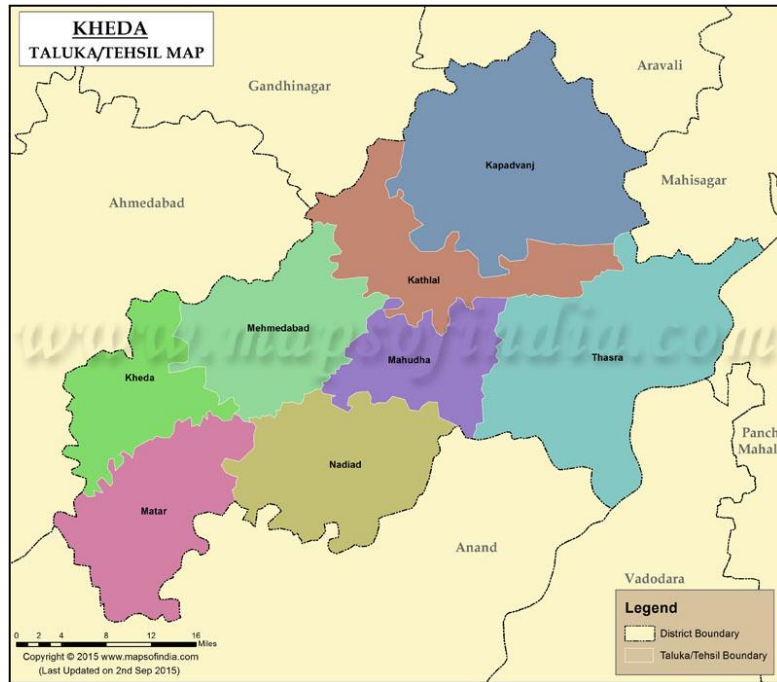 KHEDA
TALUKA/TEHSIL MAP
Gandhinagar
Aravali
Kapadvanj
Mahisagar
Ahmedabad
Kathlal
www.mapsofindia.com
Mehmedabad
Mahudha
Thasra
Kheda
Panch
Mahal
Nadiad
Matar
Anand
Vadodara
Legend
District Boundary
Taluka/Tehsil Boundary
0 2 4 8 12 16
Miles
Copyright © 2015 www.mapsofindia.com
(Last Updated on 2nd Sep 2015)